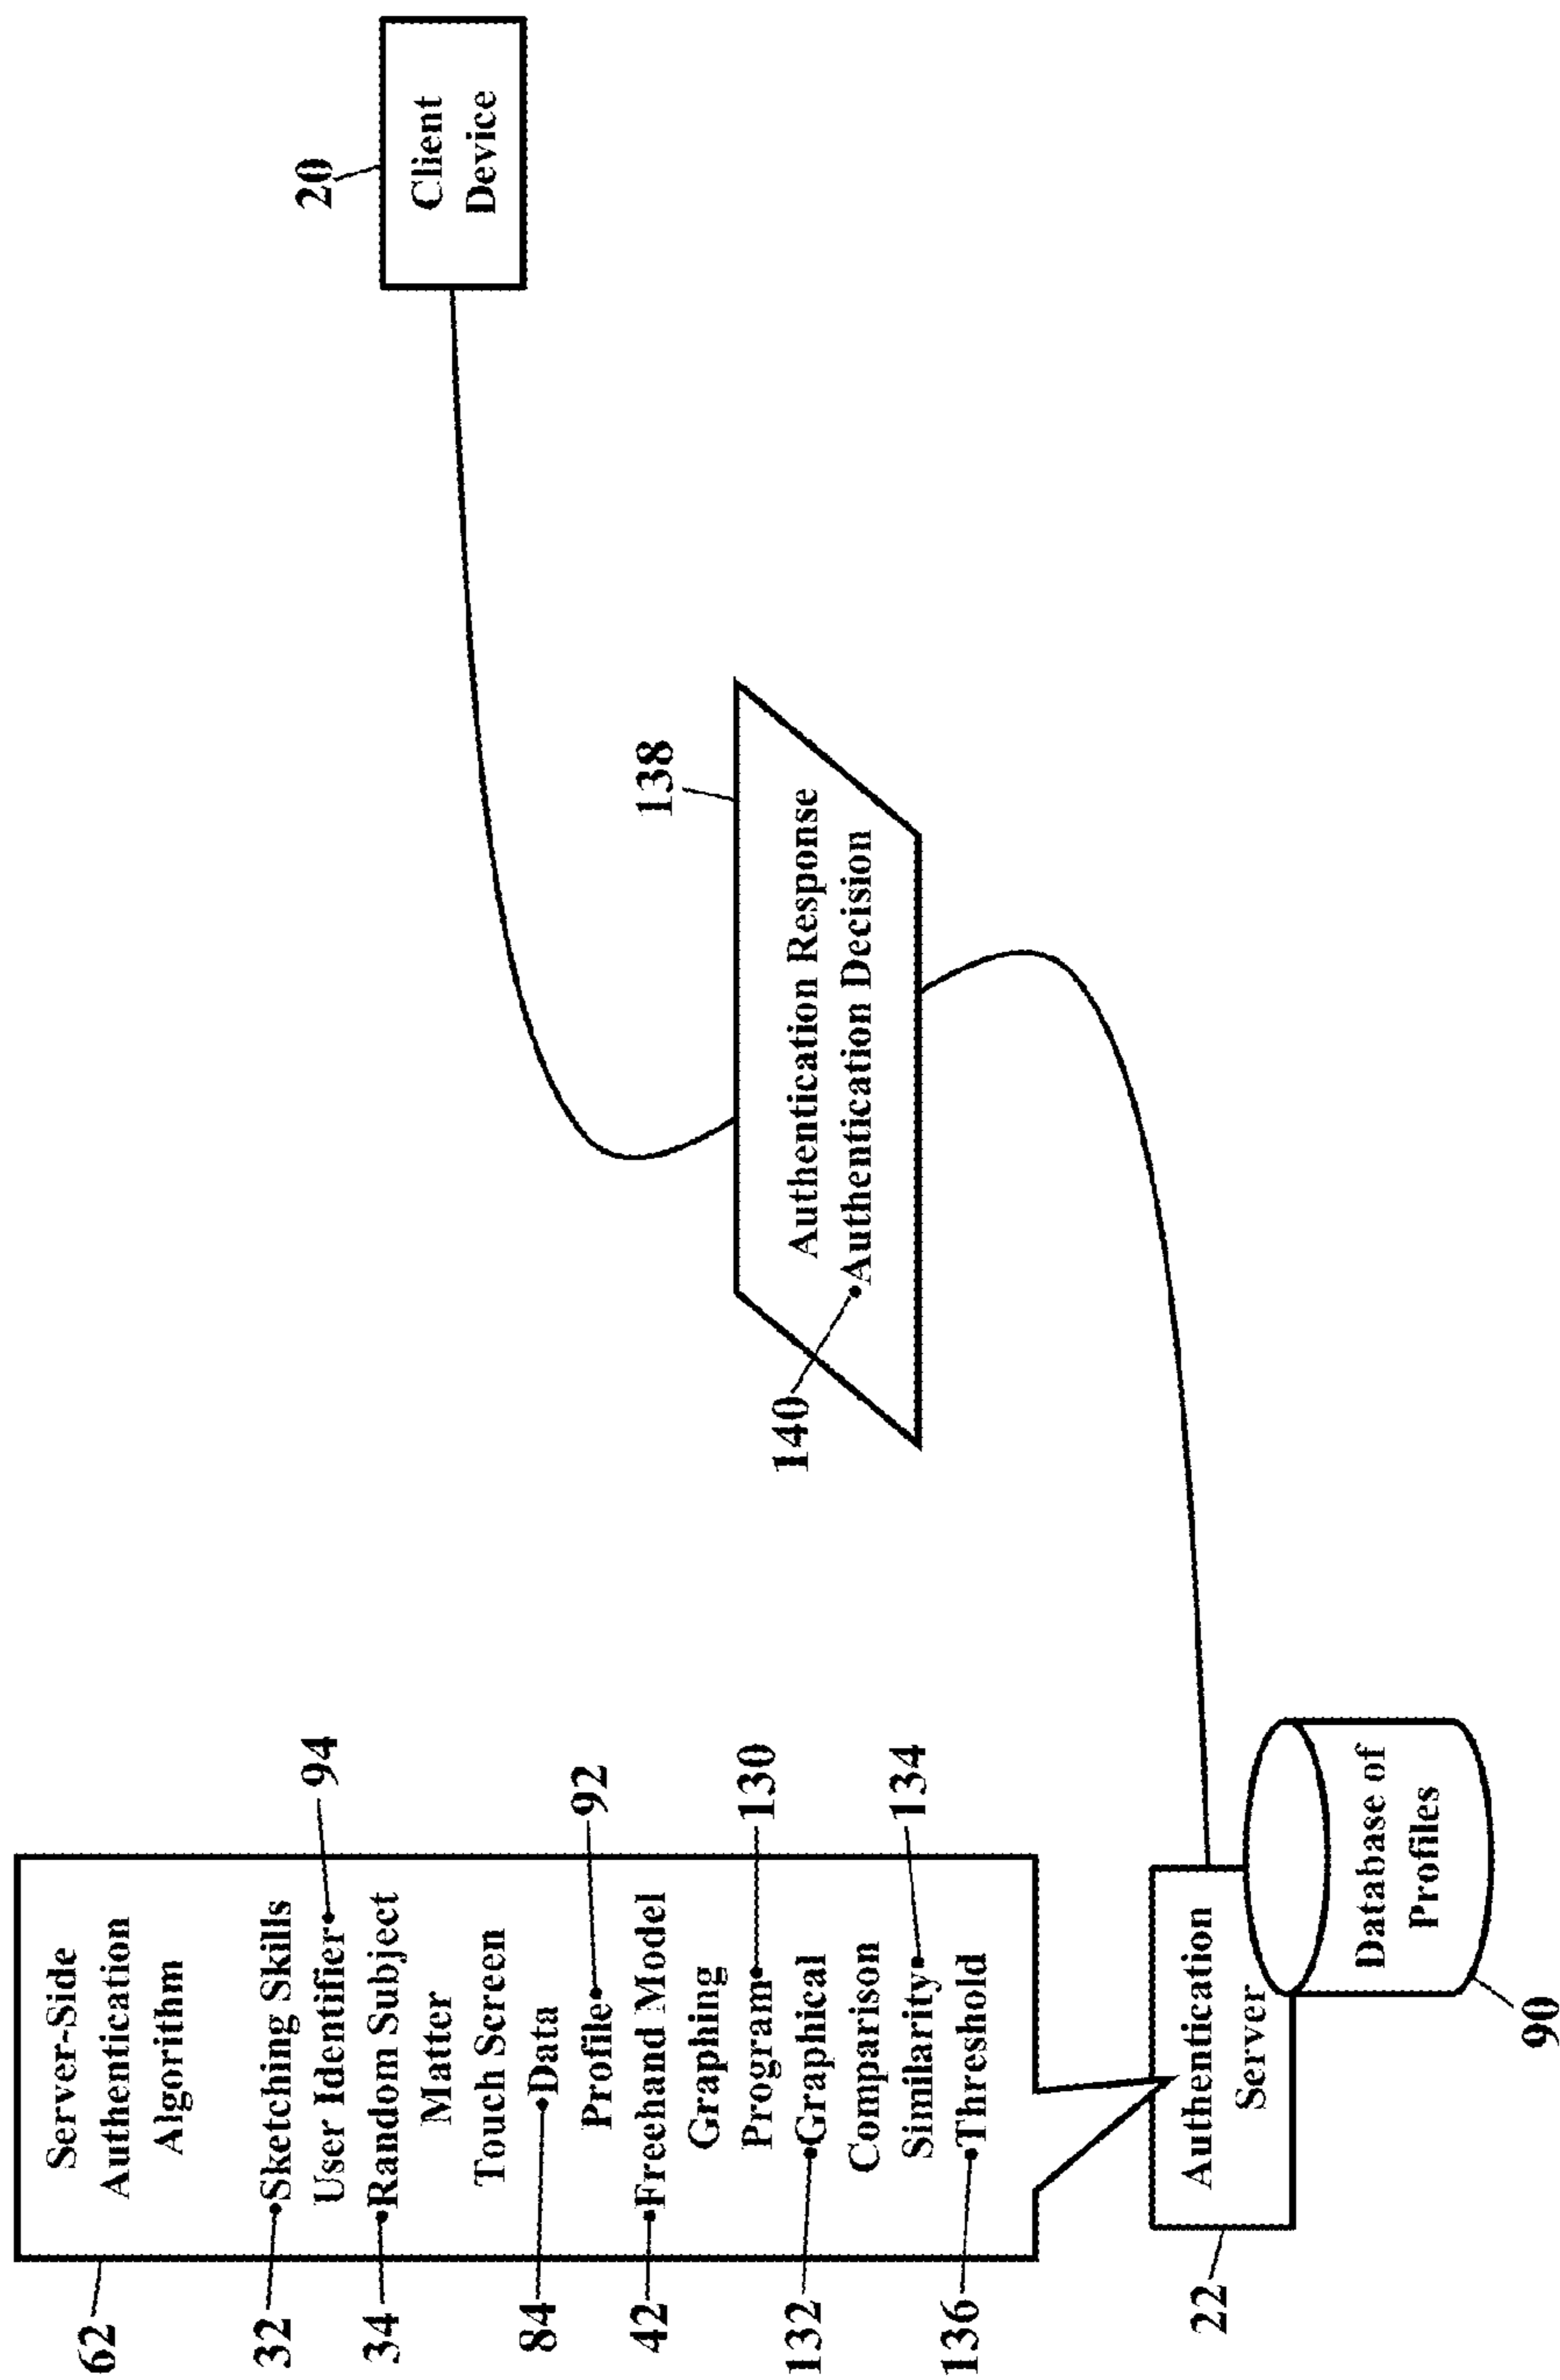 Server-Side
Authentication
Algorithm
62
32
Sketching Skills
User Identifier
94
34
Random Subject
Matter
Touch Screen
84
Data
Profile
92
42
Freehand Model
Graphing
Program
130
132
Graphical
Comparison
Similarity
134
136
Threshold
22
Authentication
Server
Database of
Profiles
90
138
Authentication Response
140
Authentication Decision
20
Client
Device